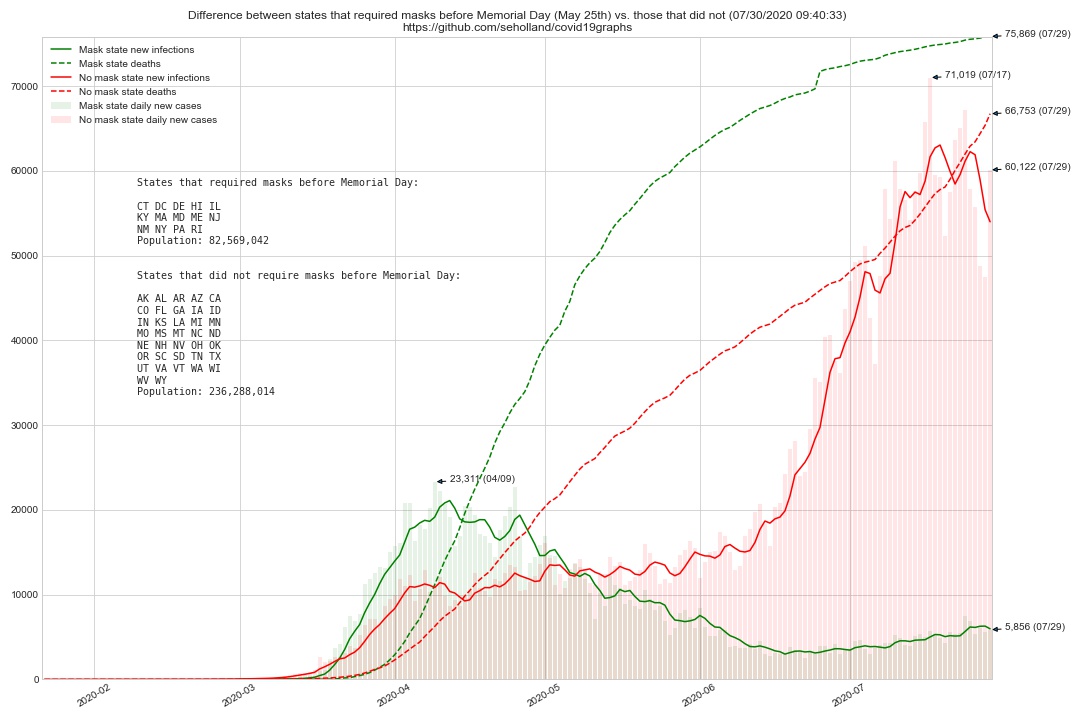 Difference between states that required masks before Memorial Day (May 25th) vs. those that did not (07/30/2020 09:40:33)
https://github.com/seholland/covid19graphs
Mask state new infections
Mask state deaths
No mask state new infections
No mask state deaths
Mask state daily new cases
No mask state daily new cases
75,869 (07/29)
71,019 (07/17)
66,753 (07/29)
60,122 (07/29)
States that required masks before Memorial Day:
CT DC DE HI IL
KY MA MD ME NJ
NM NY PA RI
Population: 82,569,042
States that did not require masks before Memorial Day:
AK AL AR AZ CA
CO FL GA IA ID
IN KS LA MI MN
MO MS MT NC ND
NE NH NV OH OK
OR SC SD TN TX
UT VA VT WA WI
WV WY
Population: 236,288,014
23,311 (04/09)
5,856 (07/29)
70000
60000
50000
40000
30000
20000
10000
0
2020-02
2020-03
2020-04
2020-05
2020-06
2020-07